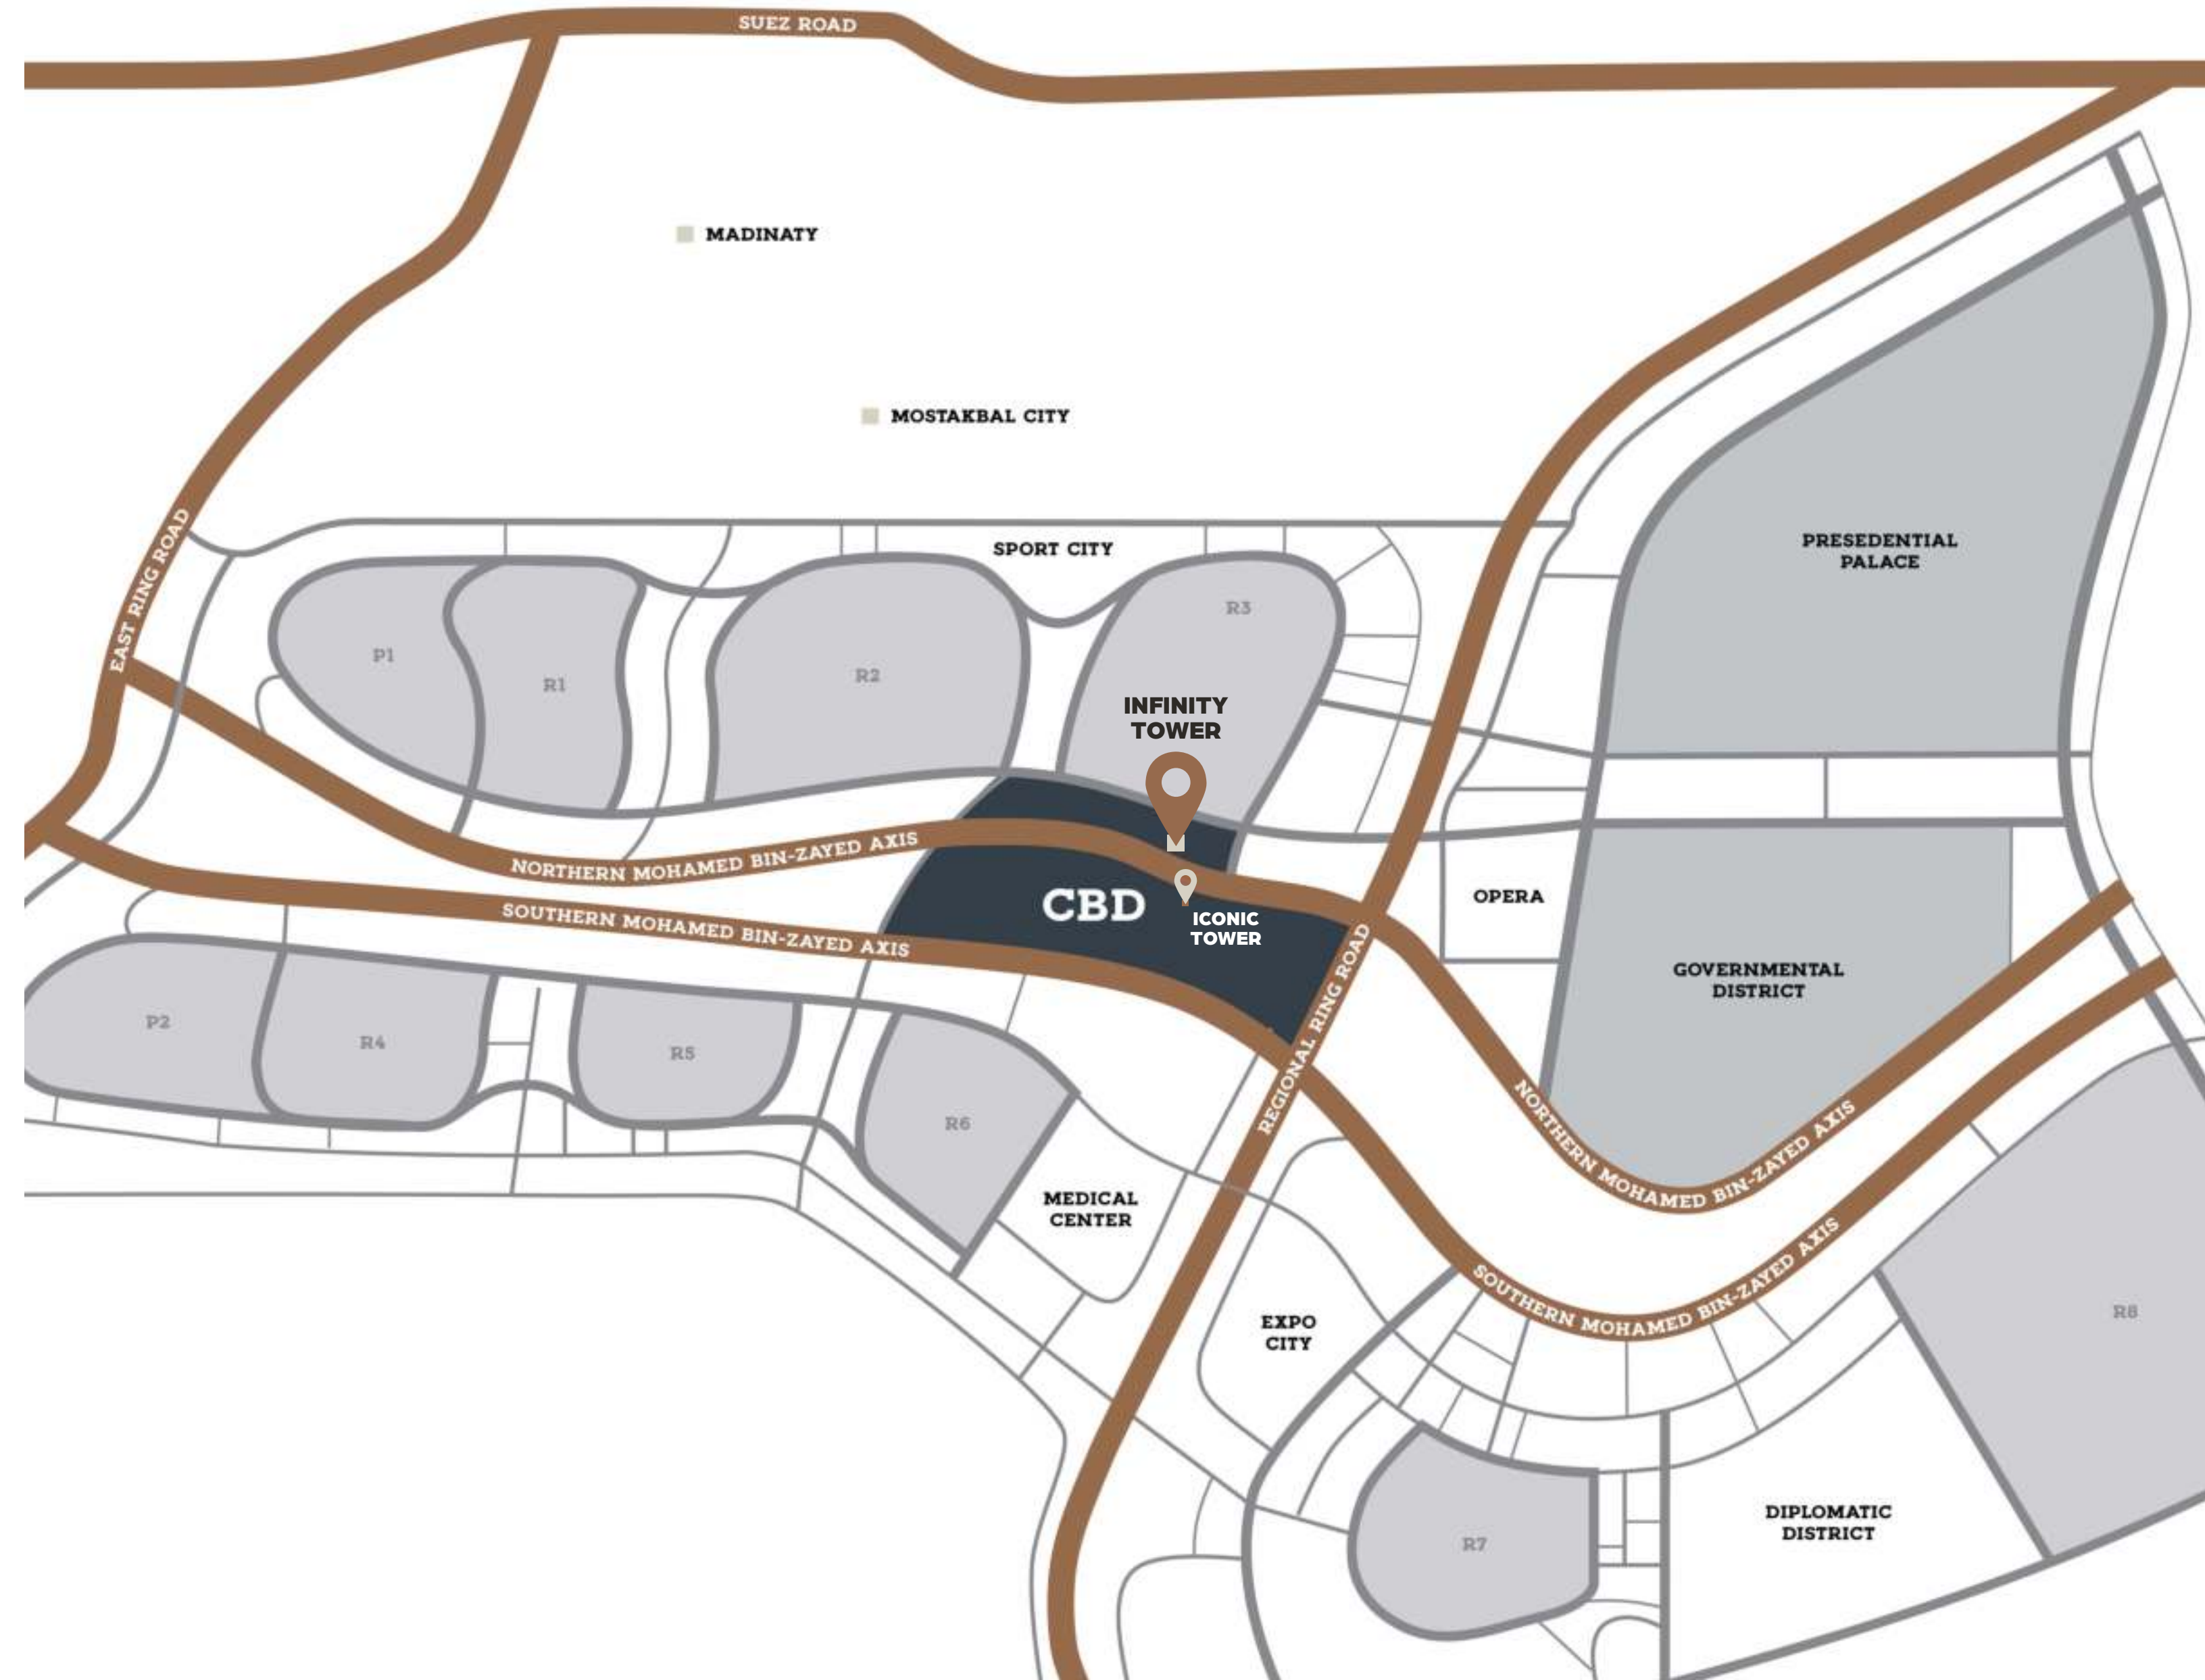 SUEZ ROAD
MADINATY
MOSTAKBAL CITY
EAST RING ROAD
SPORT CITY
PRESEDENTIAL
PALACE
P1
R1
R2
R3
INFINITY
TOWER
NORTHERN MOHAMED BIN-ZAYED AXIS
CBD
ICONIC
TOWER
OPERA
SOUTHERN MOHAMED BIN-ZAYED AXIS
REGIONAL RING ROAD
GOVERNMENTAL
DISTRICT
P2
R4
R5
R6
NORTHERN MOHAMED BIN-ZAYED AXIS
MEDICAL
CENTER
SOUTHERN MOHAMED BIN-ZAYED AXIS
EXPO
CITY
R8
DIPLOMATIC
DISTRICT
R7